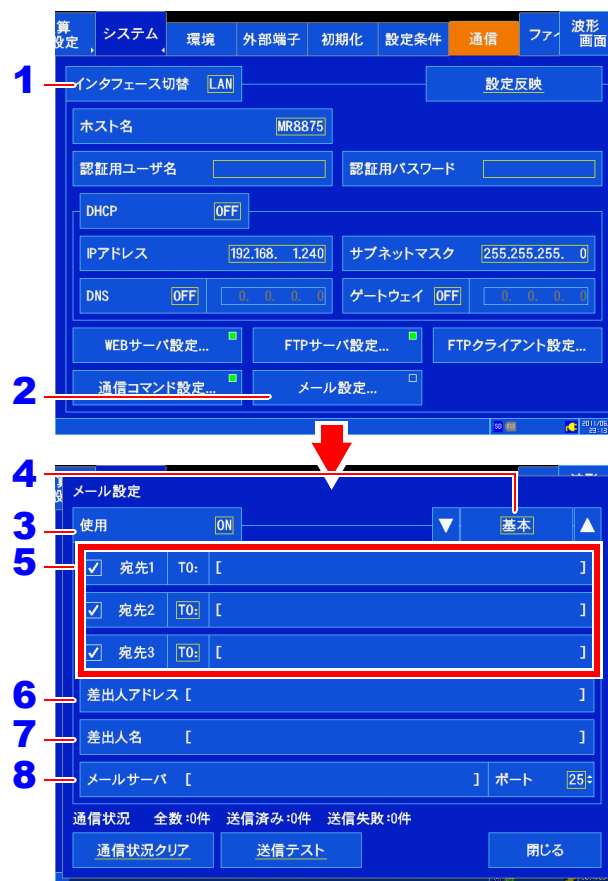 算
設定 システム 環境 外部端子 初期化 設定条件 通信 ファイ 波形
画面
1 インタフェース切替 LAN 設定反映
ホスト名 MR8875
認証用ユーザ名 認証用パスワード
DHCP OFF
IPアドレス 192.168. 1.240 サブネットマスク 255.255.255. 0
DNS OFF 0. 0. 0. 0 ゲートウェイ OFF 0. 0. 0. 0
WEBサーバ設定... FTPサーバ設定... FTPクライアント設定...
2 通信コマンド設定... メール設定...
SD 2011/06/
23:13
4 メール設定
3 使用 ON ▼ 基本 ▲
5 宛先1 TO: [ ]
宛先2 TO: [ ]
宛先3 TO: [ ]
6 差出人アドレス [ ]
7 差出人名 [ ]
8 メールサーバ [ ] ポート 25
通信状況 全数:0件 送信済み:0件 送信失敗:0件
通信状況クリア 送信テスト 閉じる